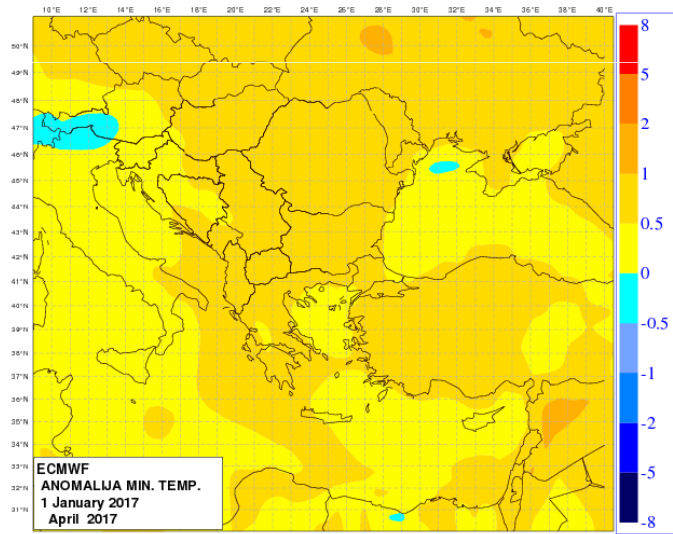 10°E 12°E 14°E 16°E 18°E 20°E 22°E 24°E 26°E 28°E 30°E 32°E 34°E 36°E 38°E 40°E
50°N
49°N
48°N
47°N
46°N
45°N
44°N
43°N
42°N
41°N
40°N
39°N
38°N
37°N
36°N
35°N
34°N
33°N
32°N
31°N
8
5
2
1
0.5
0
-0.5
-1
-2
-5
-8
ECMWF
ANOMALIJA MIN. TEMP.
1 January 2017
April 2017